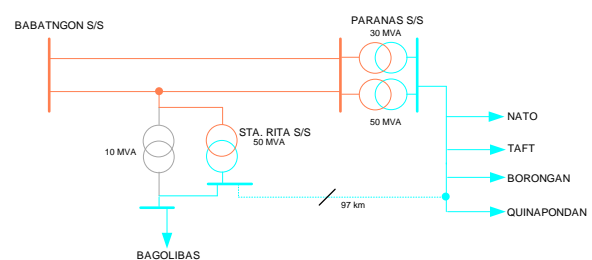 BABATNGON S/S
PARANAS S/S
30 MVA
50 MVA
STA. RITA S/S
50 MVA
10 MVA
97 km
NATO
TAFT
BORONGAN
QUINAPONDAN
BAGOLIBAS